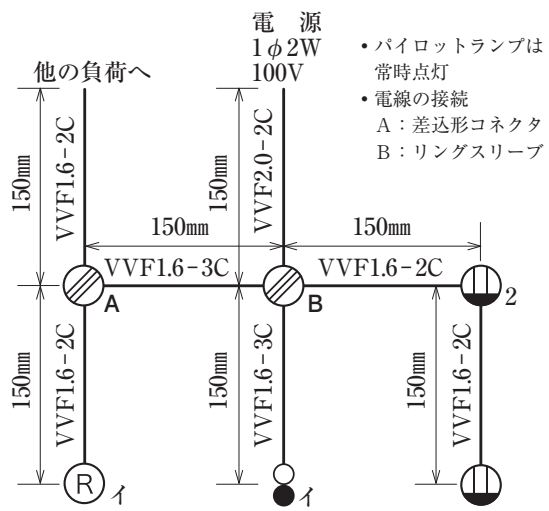 電 源
1φ2W
100V
・パイロットランプは
常時点灯
・電線の接続
A：差込形コネクタ
B：リングスリーブ
他の負荷へ
150mm
VVF1.6-2C
150mm
VVF2.0-2C
150mm
150mm
VVF1.6-3C
VVF1.6-2C
A
B
2
150mm
VVF1.6-2C
150mm
VVF1.6-3C
150mm
VVF1.6-2C
R
イ
イ